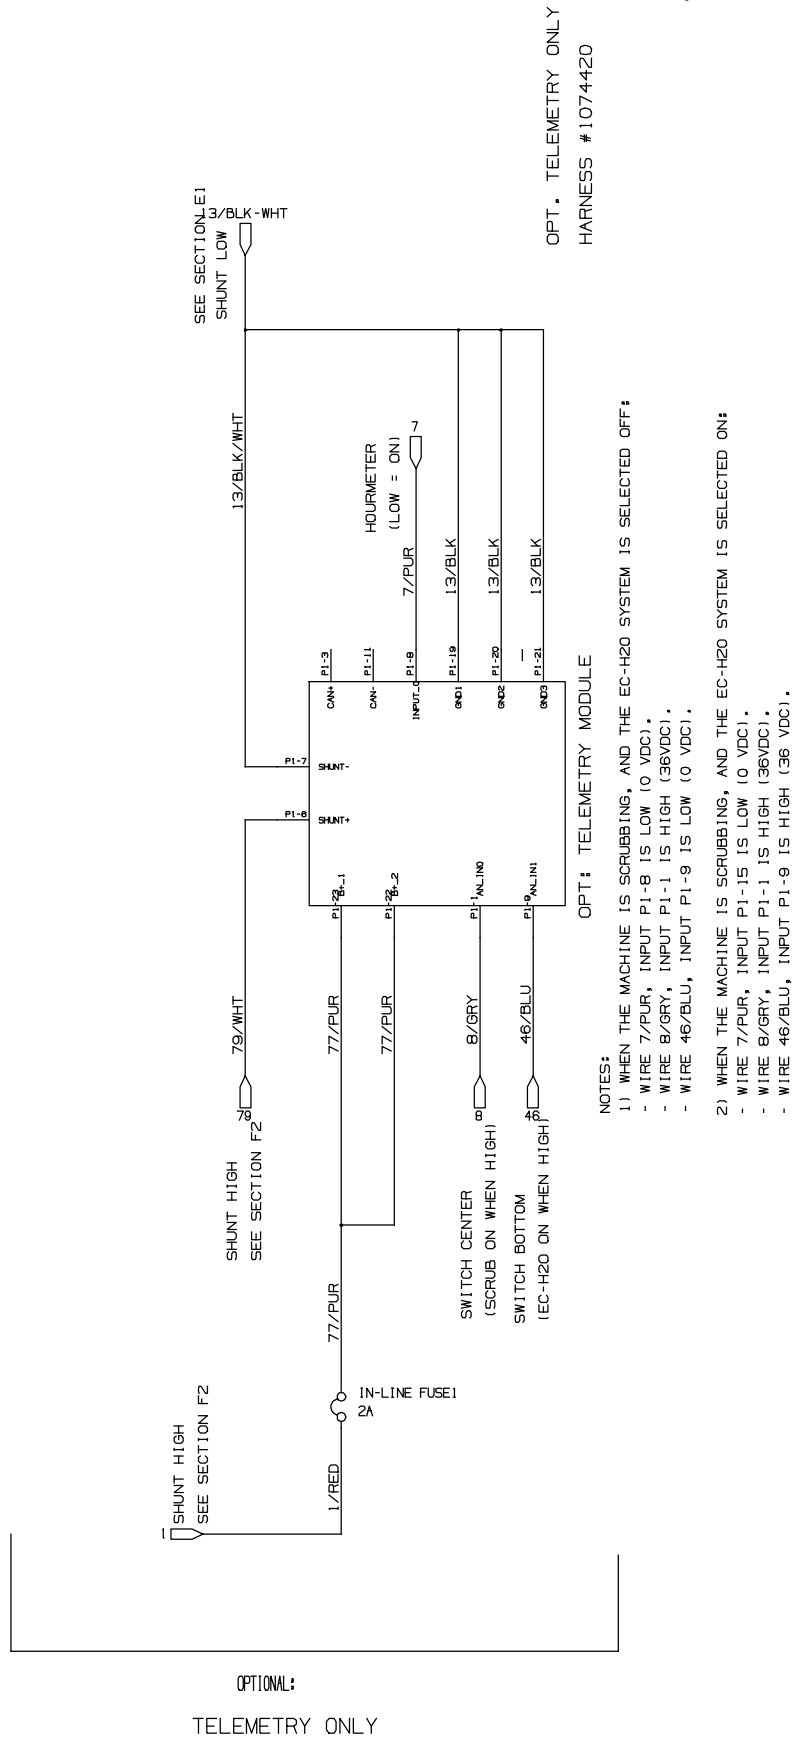 OPT. TELEMETRY ONLY
HARNESS #1074420
SEE SECTION E1
13/BLK-WHT
SHUNT LOW
13/BLK/WHT
HOURMETER
(LOW = ON)
7
7/PUR
13/BLK
13/BLK
13/BLK
P1-3
P1-11
P1-8
P1-19
P1-20
P1-21
CAN+
CAN-
GND1
GND2
GND3
P1-7
SHUNT-
P1-6
SHUNT+
B+_1
B+_2
ANLIN0
ANLIN1
P1-23
P1-22
P1-1
P1-9
OPT. TELEMETRY MODULE
79/WHT
77/PUR
77/PUR
8/GRY
46/BLU
79
8
46
SHUNT HIGH
SEE SECTION F2
SWITCH CENTER
(SCRUB ON WHEN HIGH)
SWITCH BOTTOM
(EC-H2O ON WHEN HIGH)
77/PUR
IN-LINE FUSE1
2A
1/RED
SHUNT HIGH
SEE SECTION F2
1
NOTES:
1) WHEN THE MACHINE IS SCRUBBING, AND THE EC-H2O SYSTEM IS SELECTED OFF:
- WIRE 7/PUR, INPUT P1-8 IS LOW (0 VDC).
- WIRE 8/GRY, INPUT P1-1 IS HIGH (36VDC).
- WIRE 46/BLU, INPUT P1-9 IS LOW (0 VDC).
2) WHEN THE MACHINE IS SCRUBBING, AND THE EC-H2O SYSTEM IS SELECTED ON:
- WIRE 7/PUR, INPUT P1-15 IS LOW (0 VDC).
- WIRE 8/GRY, INPUT P1-1 IS HIGH (36VDC).
- WIRE 46/BLU, INPUT P1-9 IS HIGH (36 VDC).
OPTIONAL:
TELEMETRY ONLY